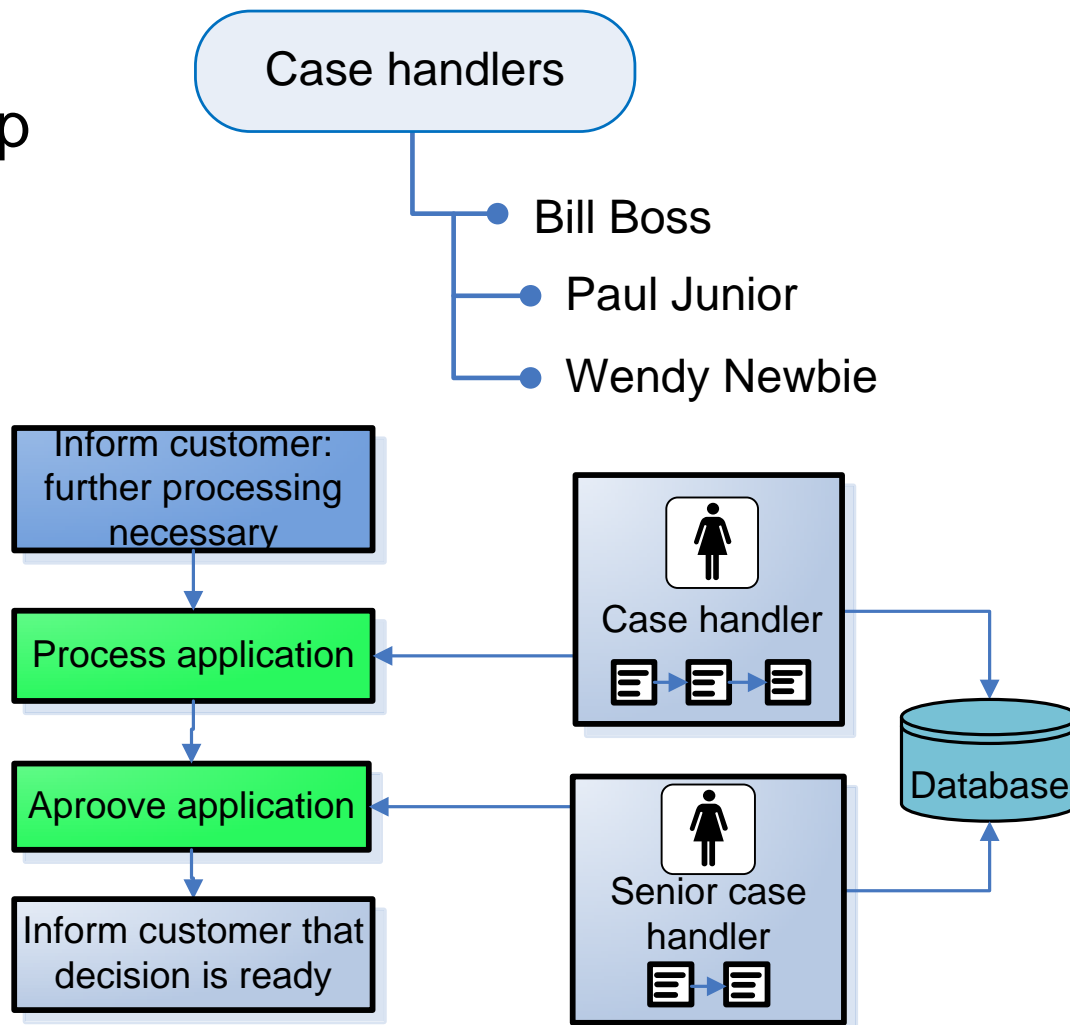 Case handlers
p
Bill Boss
Paul Junior
Wendy Newbie
Inform customer:
further processing
necessary
Process application
Aproove application
Inform customer that
decision is ready
Case handler
Senior case
handler
Database